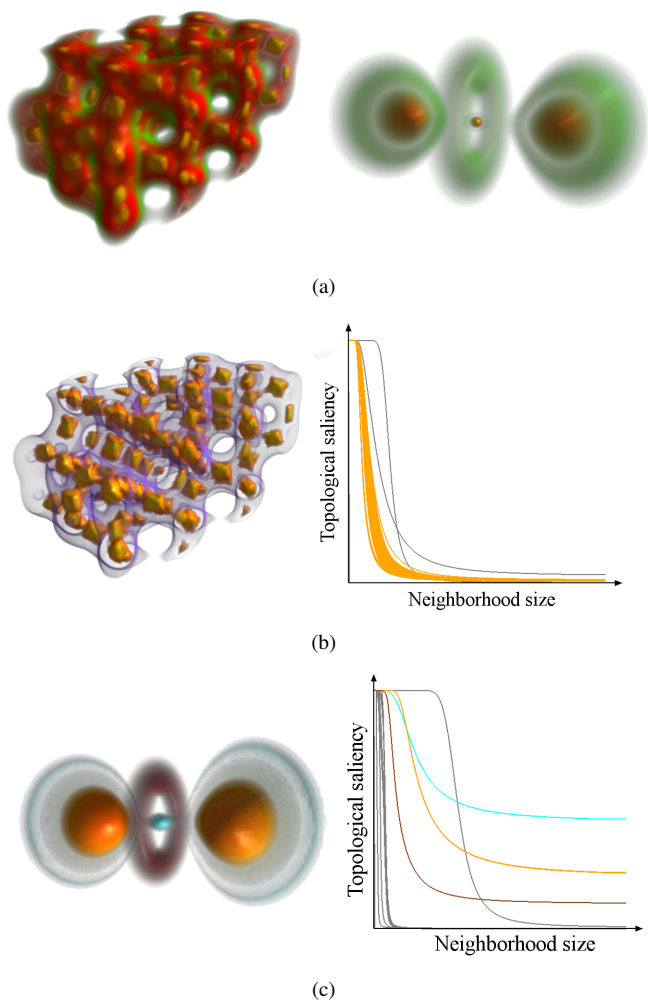 (a)
Topological saliency
Neighborhood size
(b)
Topological saliency
Neighborhood size
(c)